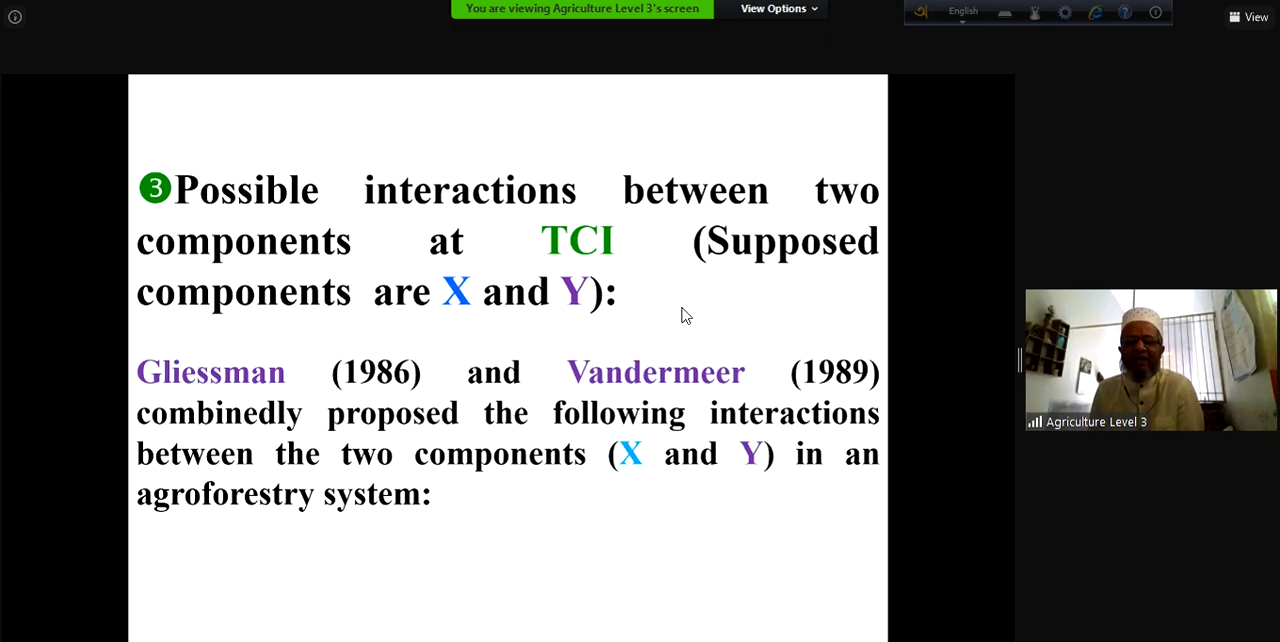 You are viewing Agriculture Level 3's screen
View Options
English
View
❸Possible interactions between two
components at TCI (Supposed
components are X and Y):
Gliessman (1986) and Vandermeer (1989)
combinedly proposed the following interactions
between the two components (X and Y) in an
agroforestry system:
Agriculture Level 3